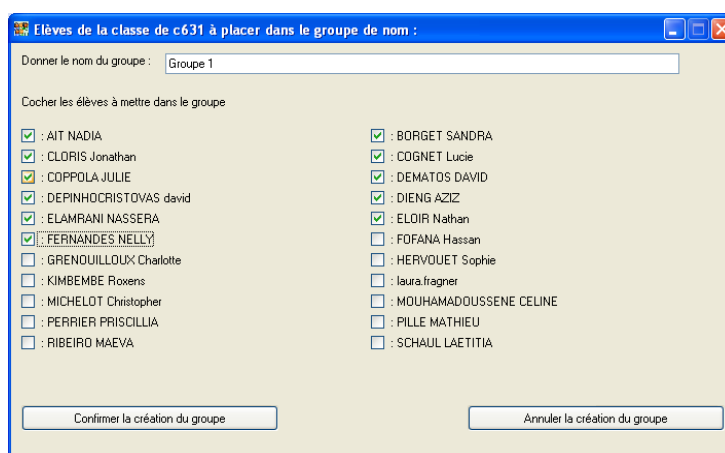 Elèves de la classe de c631 à placer dans le groupe de nom :
Donner le nom du groupe : Groupe 1
Cocher les élèves à mettre dans le groupe
: AIT NADIA : BORGET SANDRA
: CLORIS Jonathan : COGNET Lucie
: COPPOLA JULIE : DEMATOS DAVID
: DEPINHOCRISTOVAS david : DIENG AZIZ
: ELAMRANI NASSERA : ELOIR Nathan
: FERNANDES NELLY : FOFANA Hassan
: GRENOUILLOUX Charlotte : HERVOUET Sophie
: KIMBEMBE Roxens : laura.fragner
: MICHELOT Christopher : MOUHAMADOUSSENE CELINE
: PERRIER PRISCILLIA : PILLE MATHIEU
: RIBEIRO MAEVA : SCHAUL LAETITIA
Confirmer la création du groupe Annuler la création du groupe